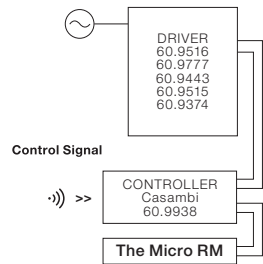 DRIVER
60.9516
60.9777
60.9443
60.9515
60.9374
Control Signal
>>
CONTROLLER
Casambi
60.9938
The Micro RM